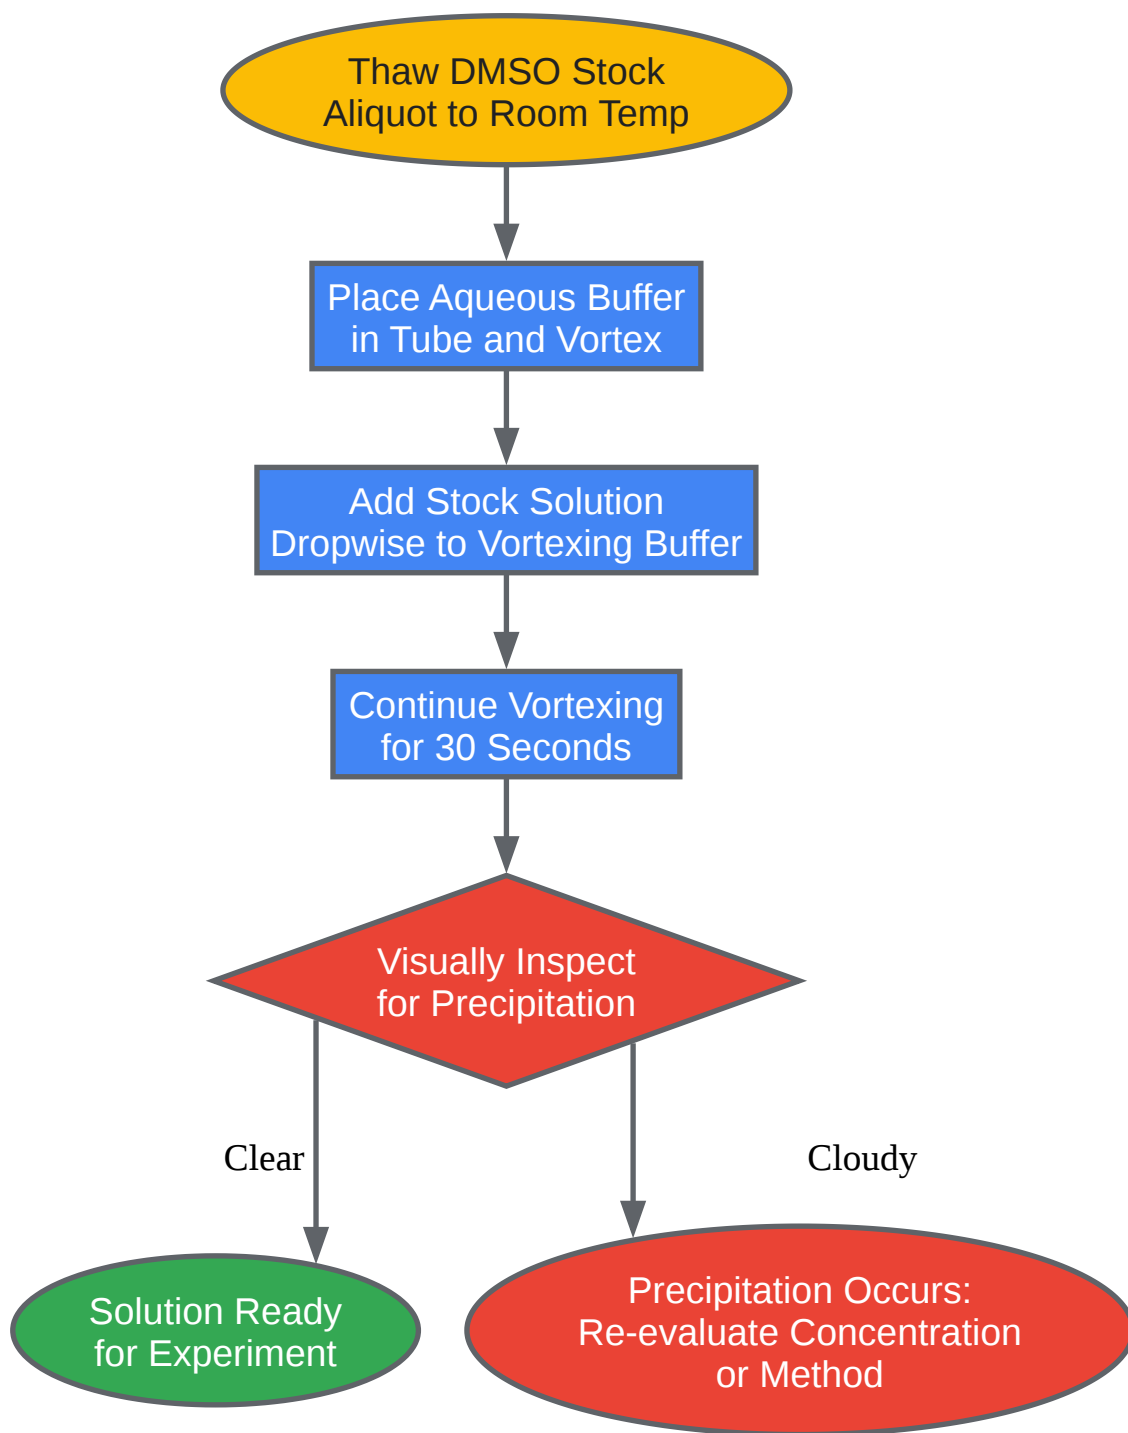 Thaw DMSO Stock
Aliquot to Room Temp
Place Aqueous Buffer
in Tube and Vortex
Add Stock Solution
Dropwise to Vortexing Buffer
Continue Vortexing
for 30 Seconds
Visually Inspect
for Precipitation
Clear
Cloudy
Solution Ready
for Experiment
Precipitation Occurs:
Re-evaluate Concentration
or Method